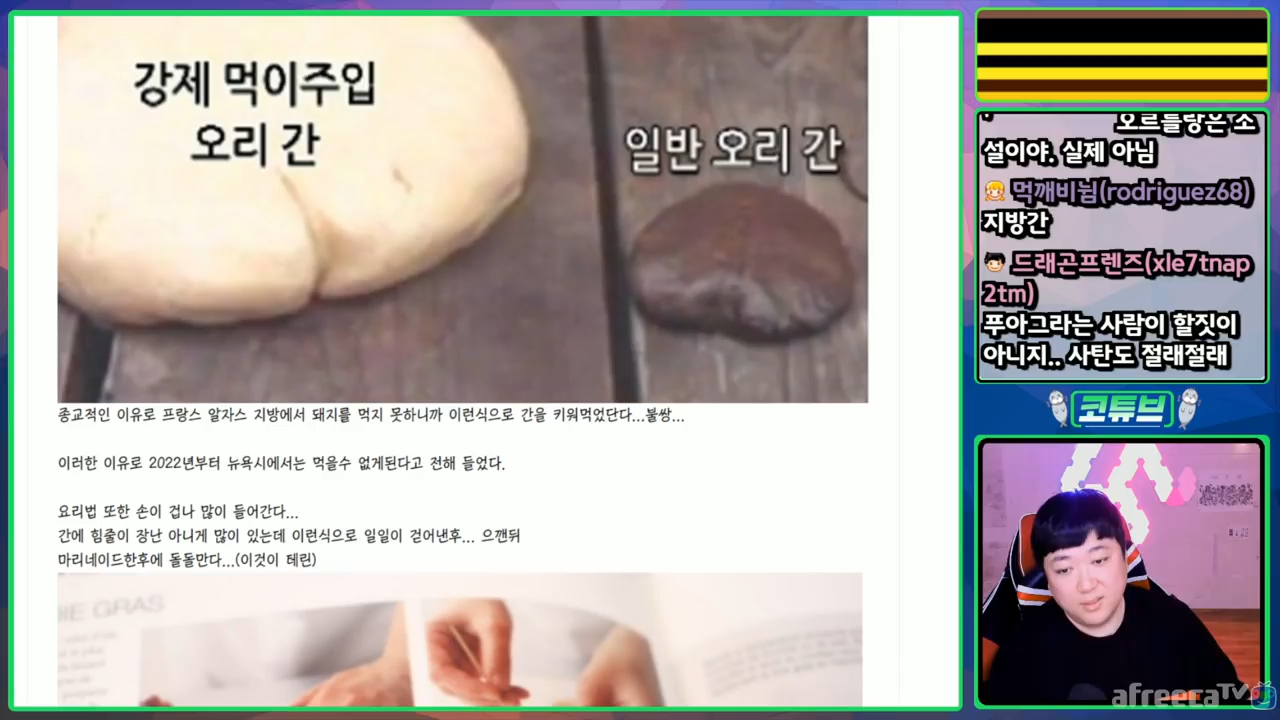 강제 먹이주입
오리 간
일반 오리 간
종교적인 이유로 프랑스 알자스 지방에서 돼지를 먹지 못하니까 이런식으로 간을 키워먹었단다...불쌍...
이러한 이유로 2022년부터 뉴욕시에서는 먹을수 없게된다고 전해 들었다.
요리법 또한 손이 겁나 많이 들어간다...
간에 힘줄이 장난 아니게 많이 있는데 이런식으로 일일이 걷어낸후... 으깬뒤
마리네이드한후에 돌돌만다...(이것이 테린)
DIE GRAS
오르틀랑은 소
설이야. 실제 아님
먹깨비뉨(rodriguez68)
지방간
드래곤프렌즈(xle7tnap
2tm)
푸아그라는 사람이 할짓이
아니지.. 사탄도 절래절래
코튜브
afreecaTV